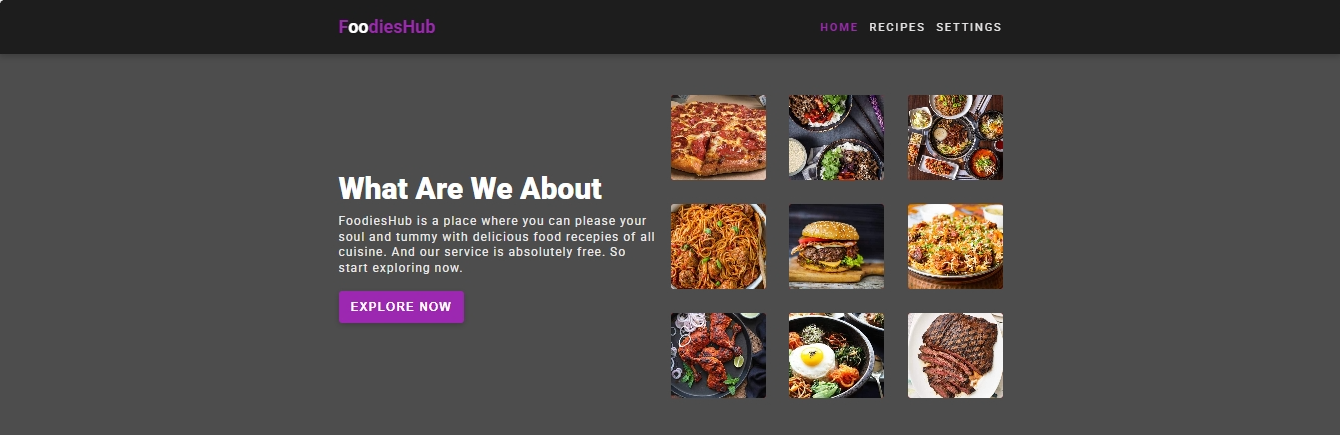 FoodiesHub
HOME RECIPES SETTINGS
What Are We About
FoodiesHub is a place where you can please your
soul and tummy with delicious food recepies of all
cuisine. And our service is absolutely free. So
start exploring now.
EXPLORE NOW